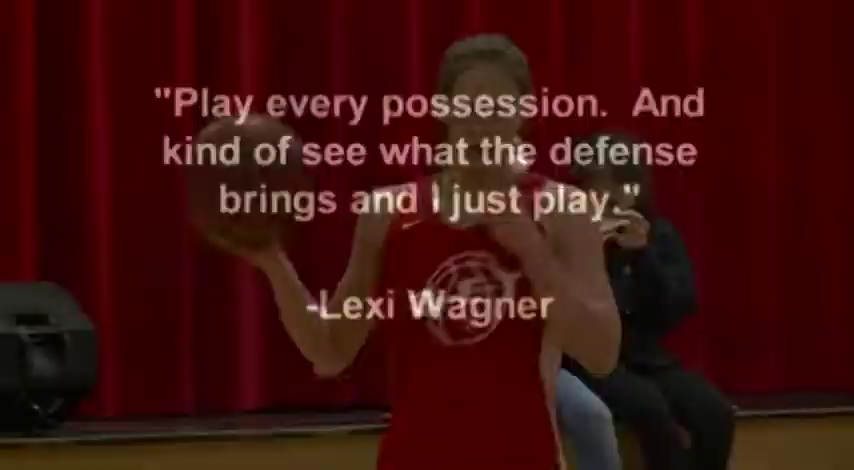 "Play every possession.  And
kind of see what the defense
brings and I just play."
-Lexi Wagner